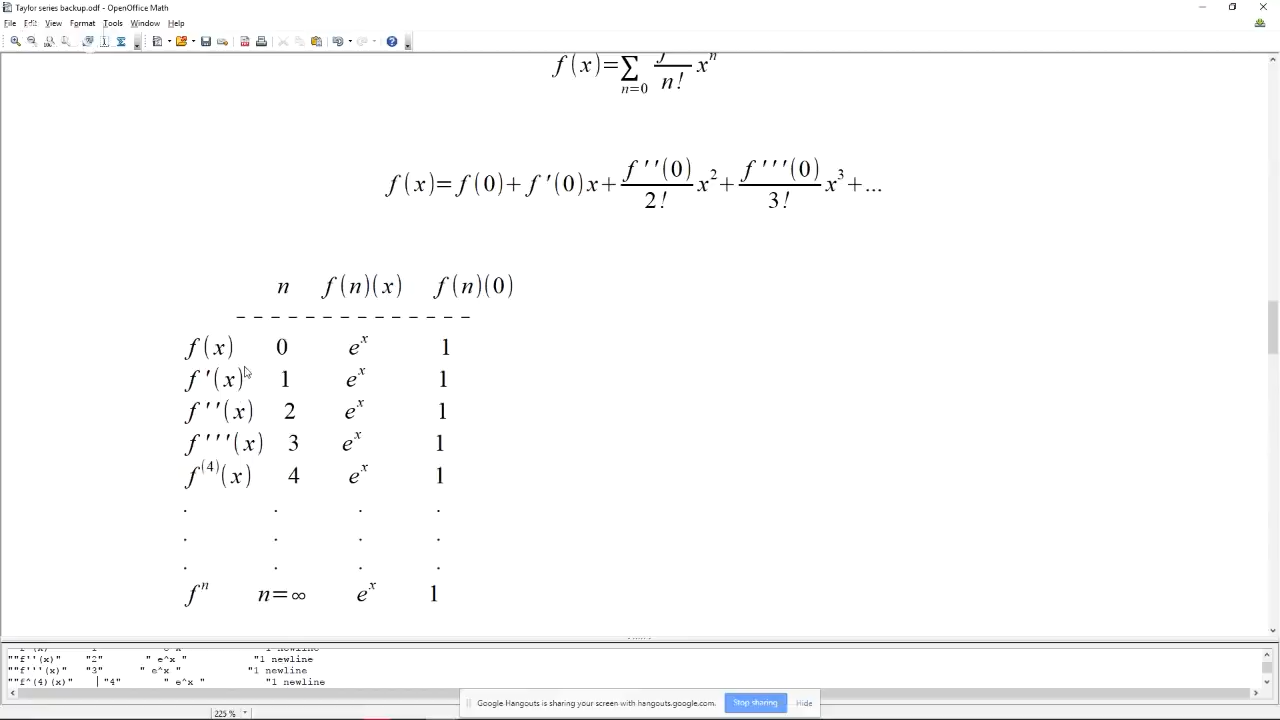 Taylor series backup.odf - OpenOffice Math
File Edit View Format Tools Window Help
f(x)=∑ n=0 f/n! xⁿ
f(x)=f(0)+f'(0)x+f''(0)/2! x²+f'''(0)/3! x³+...
n f(n)(x) f(n)(0)
– – – – – – – – – – – – – –
f(x) 0 eˣ 1
f'(x) 1 eˣ 1
f''(x) 2 eˣ 1
f'''(x) 3 eˣ 1
f⁽⁴⁾(x) 4 eˣ 1
. . . .
. . . .
. . . .
fⁿ n=∞ eˣ 1
""f''(x)" "2" " e^x " "1 newline
""f'''(x)" "3" " e^x " "1 newline
""f^(4)(x)" "4" " e^x " "1 newline
Google Hangouts is sharing your screen with hangouts.google.com. Stop sharing Hide
225 %